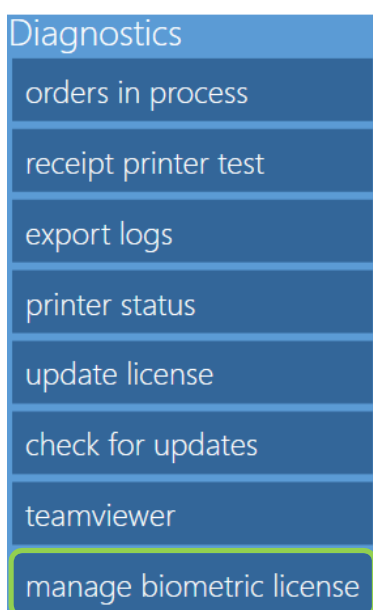 Diagnostics
orders in process
receipt printer test
export logs
printer status
update license
check for updates
teamviewer
manage biometric license